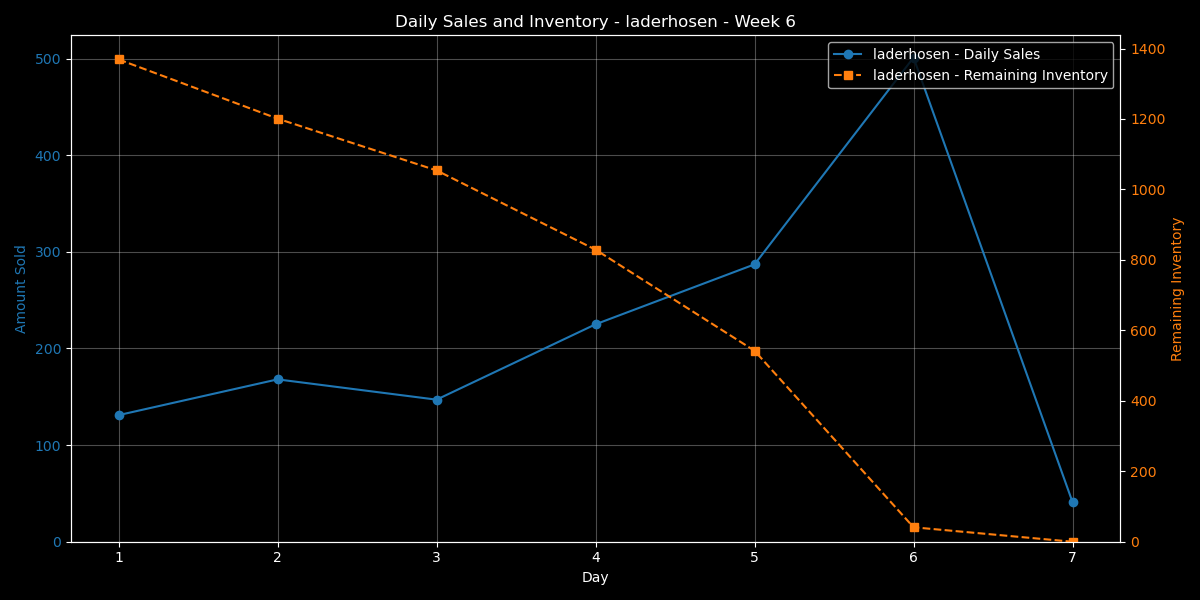 Daily Sales and Inventory - laderhosen - Week 6
laderhosen - Daily Sales
laderhosen - Remaining Inventory
Amount Sold
500
400
300
200
100
0
1400
1200
1000
800
600
400
200
0
Remaining Inventory
1 2 3 4 5 6 7
Day